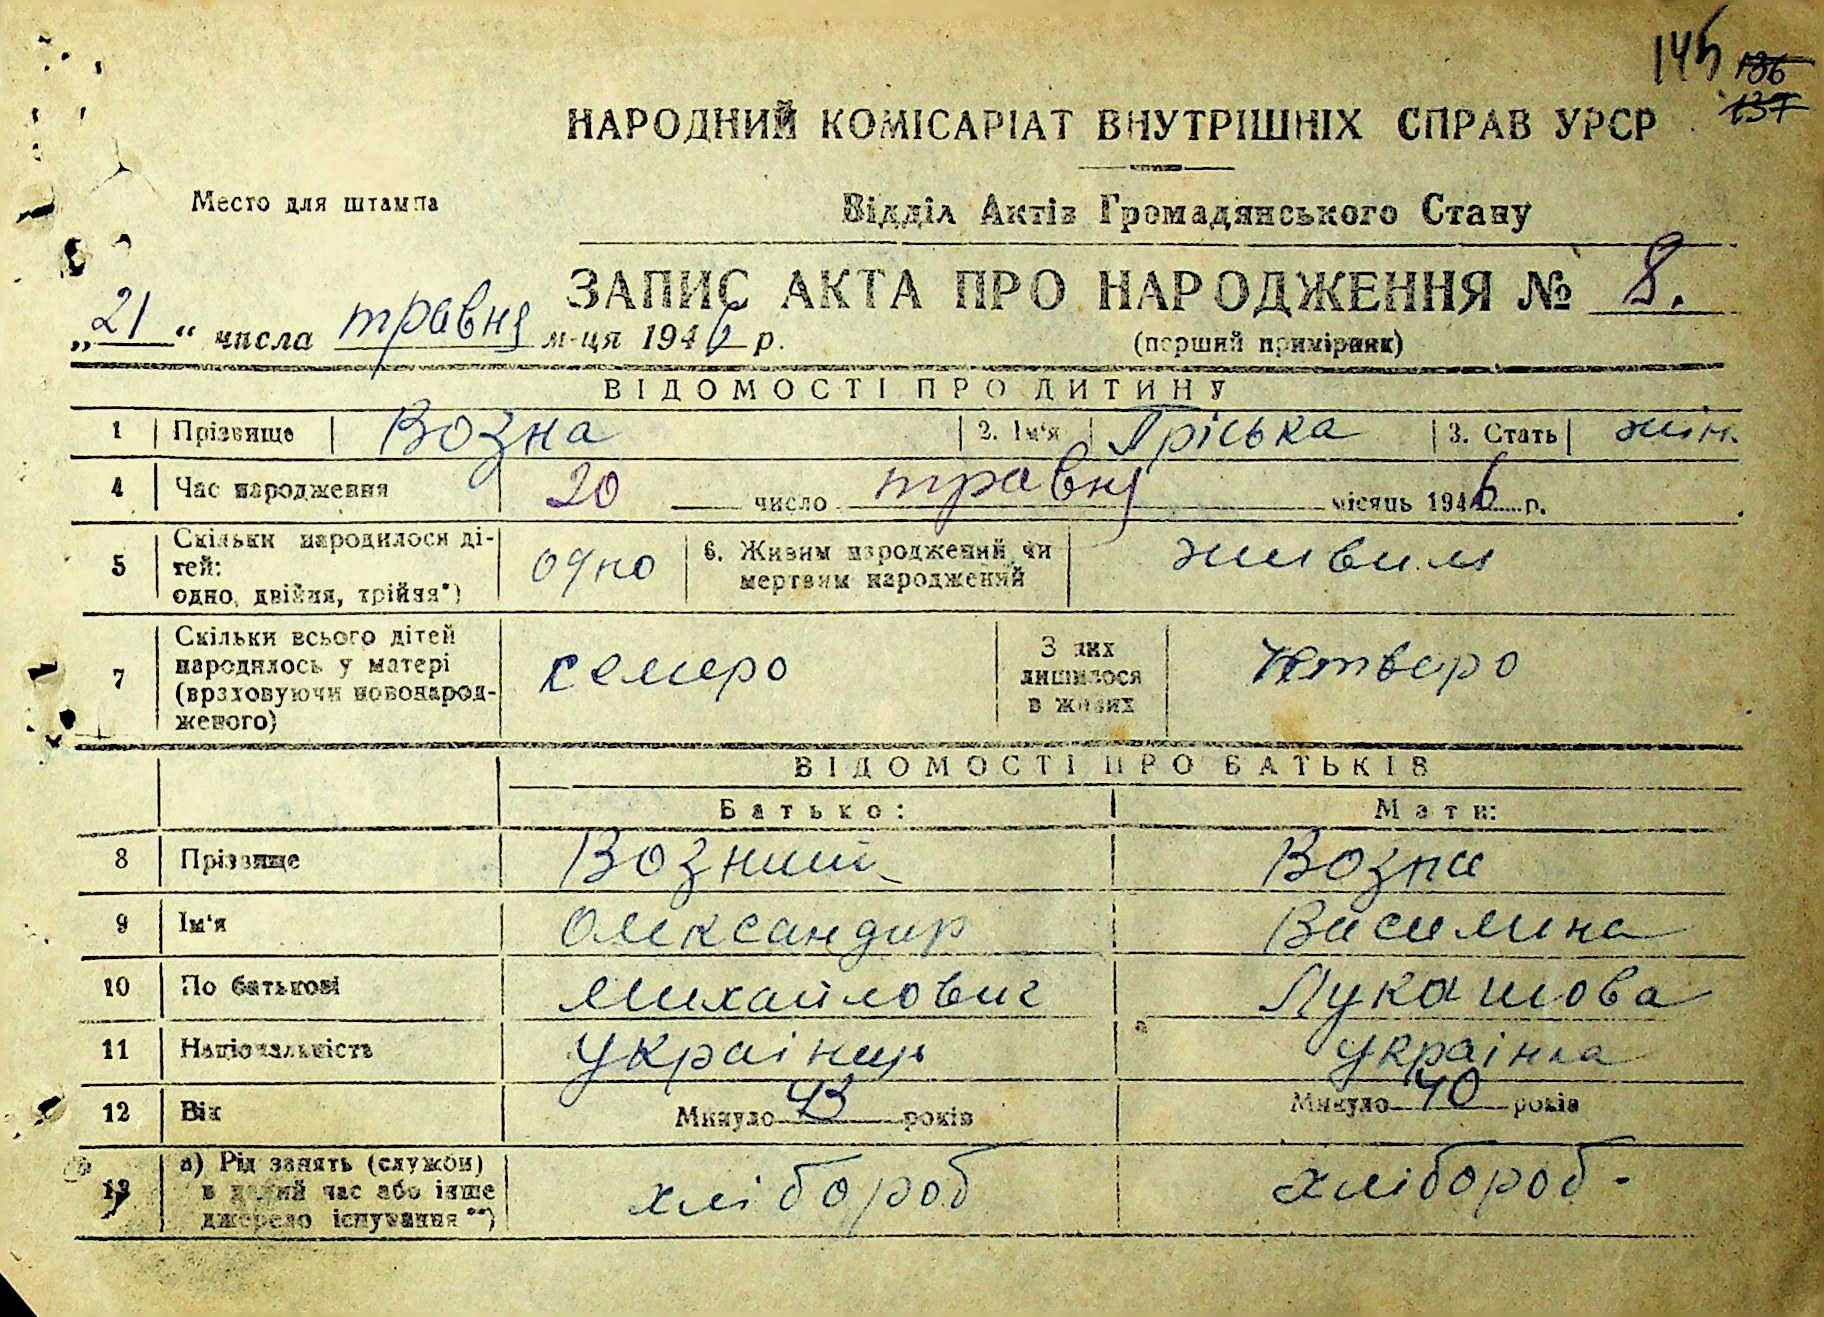 145 136
137
НАРОДНИЙ КОМІСАРІАТ ВНУТРІШНІХ СПРАВ УРСР
Место для штампа
Відділ Актів Громадянського Стану
ЗАПИС АКТА ПРО НАРОДЖЕННЯ № 8.
„21“ числа травня м-ця 1946 р.
(перший примірник)
ВІДОМОСТІ ПРО ДИТИНУ
1 Прізвище Возна 2. Ім'я Гріська 3. Стать жін.
4 Час народження 20 число травня місяць 1946 р.
5 Скільки народилося ді-
тей:
одно, двійня, трійня*) одно 6. Живим народжений чи
мертвим народжений живим
7 Скільки всього дітей
народилось у матері
(враховуючи новонарод-
женого) семеро З них
лишилося
в живих четверо
ВІДОМОСТІ ПРО БАТЬКІВ
Батько: Мати:
8 Прізвище Возний Возна
9 Ім'я Олександир Василина
10 По батькові Михайлович Лукашова
11 Національність українець українка
12 Вік Минуло 43 років Минуло 40 років
13 а) Рід занять (служби)
в даний час або інше
джерело існування**) хлібороб хлібороб.